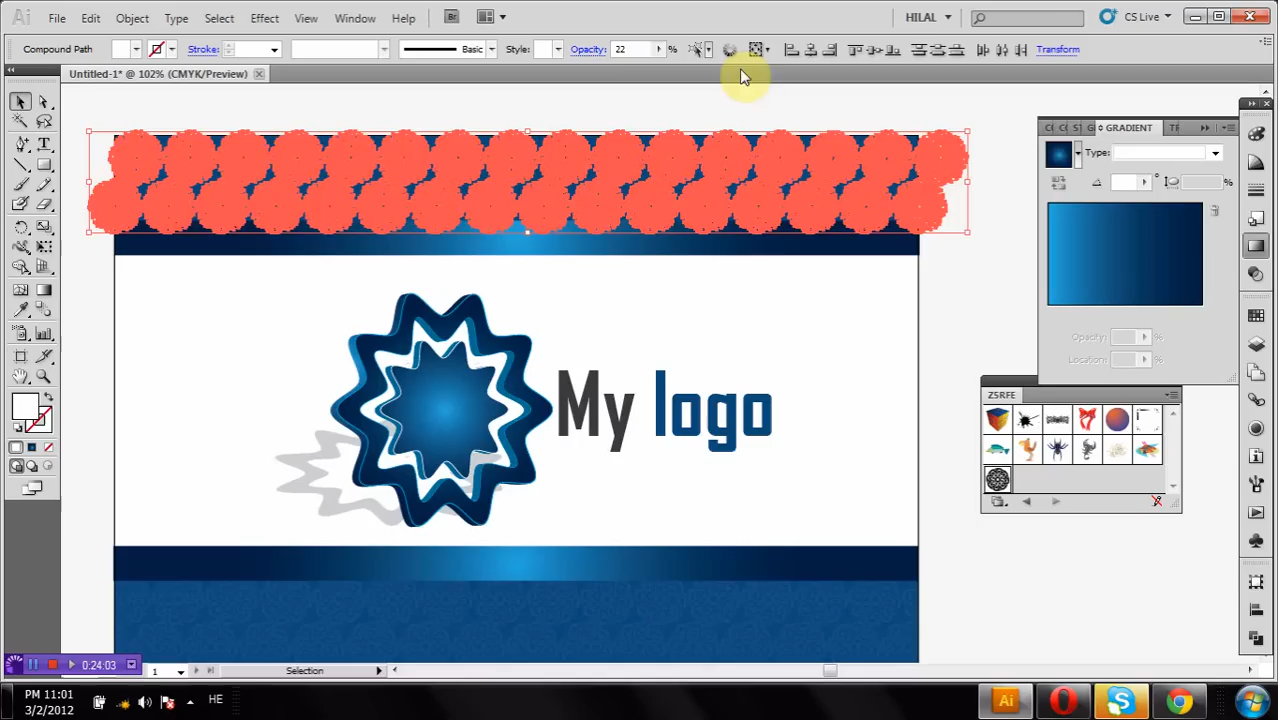 Ai File Edit Object Type Select Effect View Window Help Br HILAL CS Live
Compound Path Stroke: Basic Style: Opacity: 22 % Transform
Untitled-1* @ 102% (CMYK/Preview)
GRADIENT
Type:
°
%
Opacity: %
Location: %
My logo
ZSRFE
0:24:03 1 Selection
PM 11:01
3/2/2012
HE
Ai